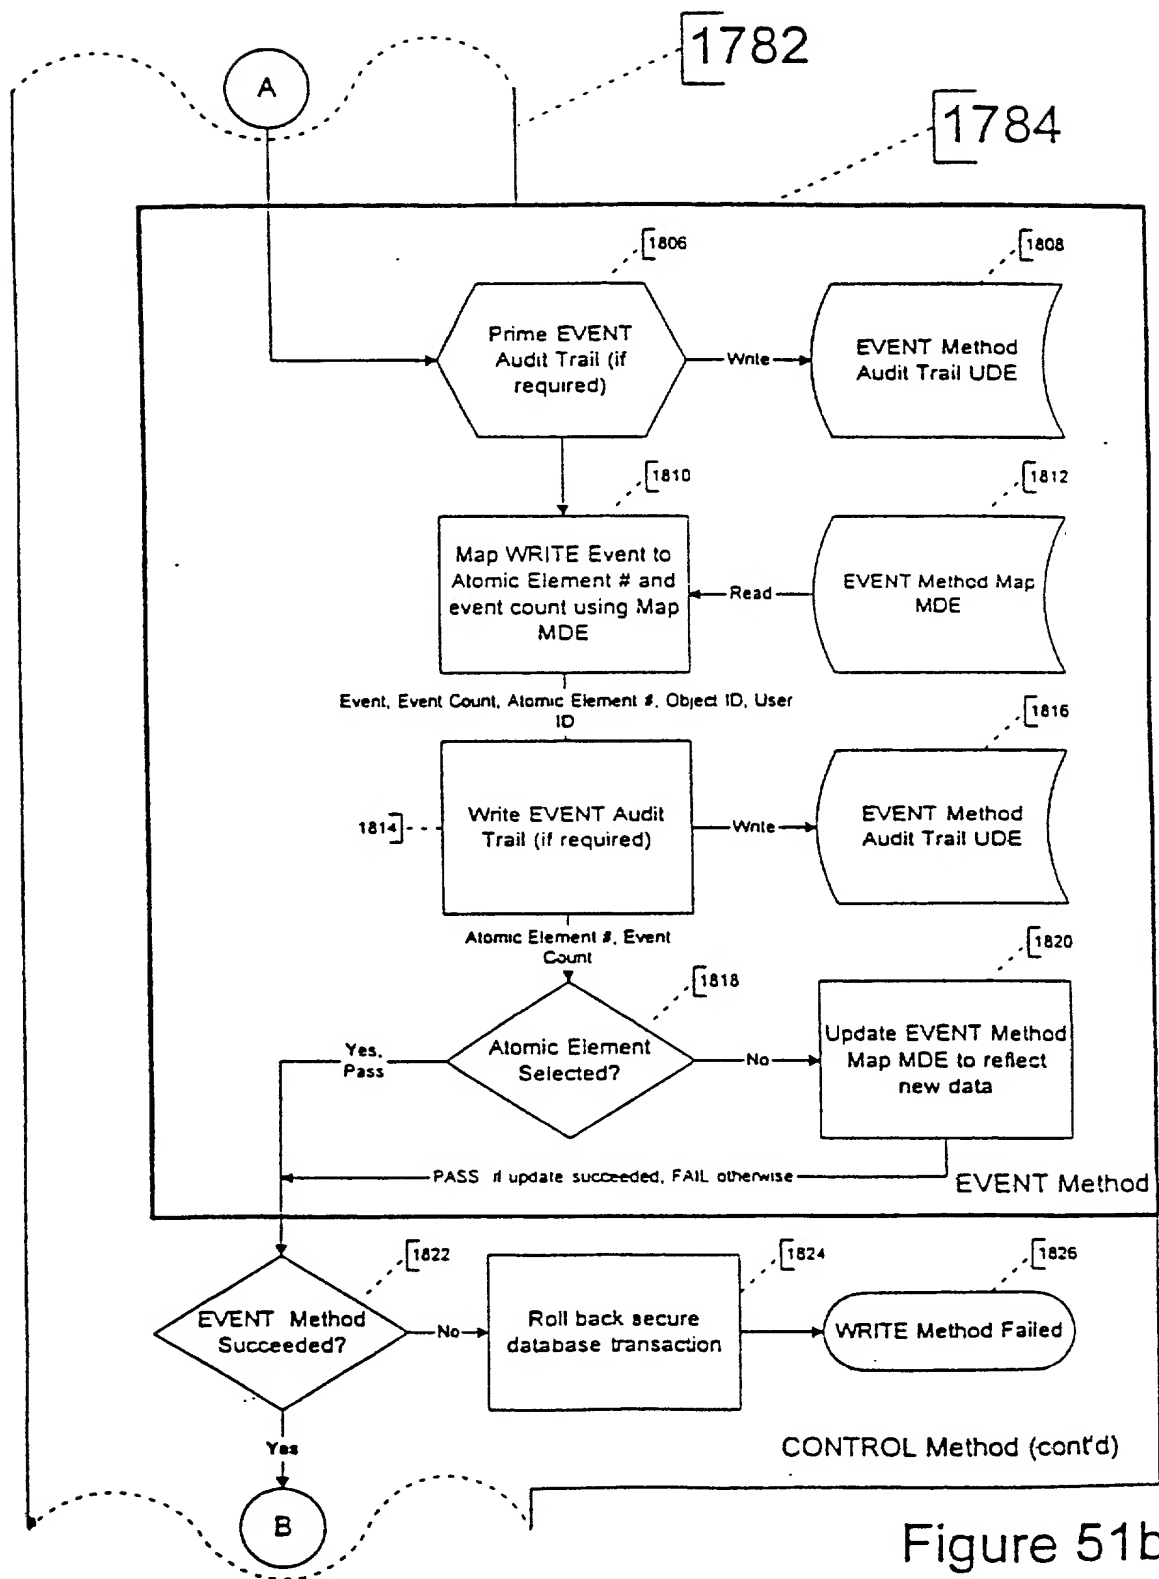 1782
A
1784
1806
1808
Prime EVENT
Audit Trail (if
required)
Write
EVENT Method
Audit Trail UDE
1810
1812
Map WRITE Event to
Atomic Element # and
event count using Map
MDE
Read
EVENT Method Map
MDE
Event, Event Count, Atomic Element #, Object ID, User
ID
1816
1814
Write EVENT Audit
Trail (if required)
Write
EVENT Method
Audit Trail UDE
Atomic Element #, Event
Count
1820
1818
Yes,
Pass
Atomic Element
Selected?
No
Update EVENT Method
Map MDE to reflect
new data
PASS if update succeeded, FAIL otherwise
EVENT Method
1822
1824
1826
EVENT Method
Succeeded?
No
Roll back secure
database transaction
WRITE Method Failed
Yes
CONTROL Method (cont'd)
B
Figure 51b